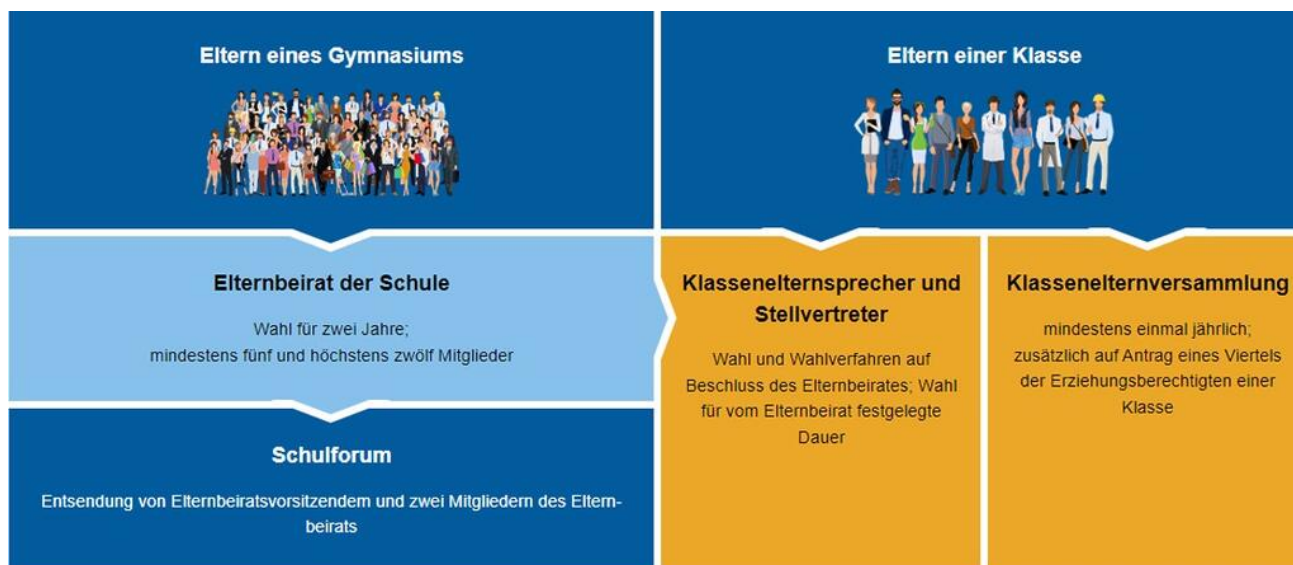 Eltern eines Gymnasiums
Elternbeirat der Schule
Wahl für zwei Jahre;
mindestens fünf und höchstens zwölf Mitglieder
Schulforum
Entsendung von Elternbeiratsvorsitzendem und zwei Mitgliedern des Eltern-
beirats
Eltern einer Klasse
Klassenelternsprecher und
Stellvertreter
Wahl und Wahlverfahren auf
Beschluss des Elternbeirates; Wahl
für vom Elternbeirat festgelegte
Dauer
Klassenelternversammlung
mindestens einmal jährlich;
zusätzlich auf Antrag eines Viertels
der Erziehungsberechtigten einer
Klasse